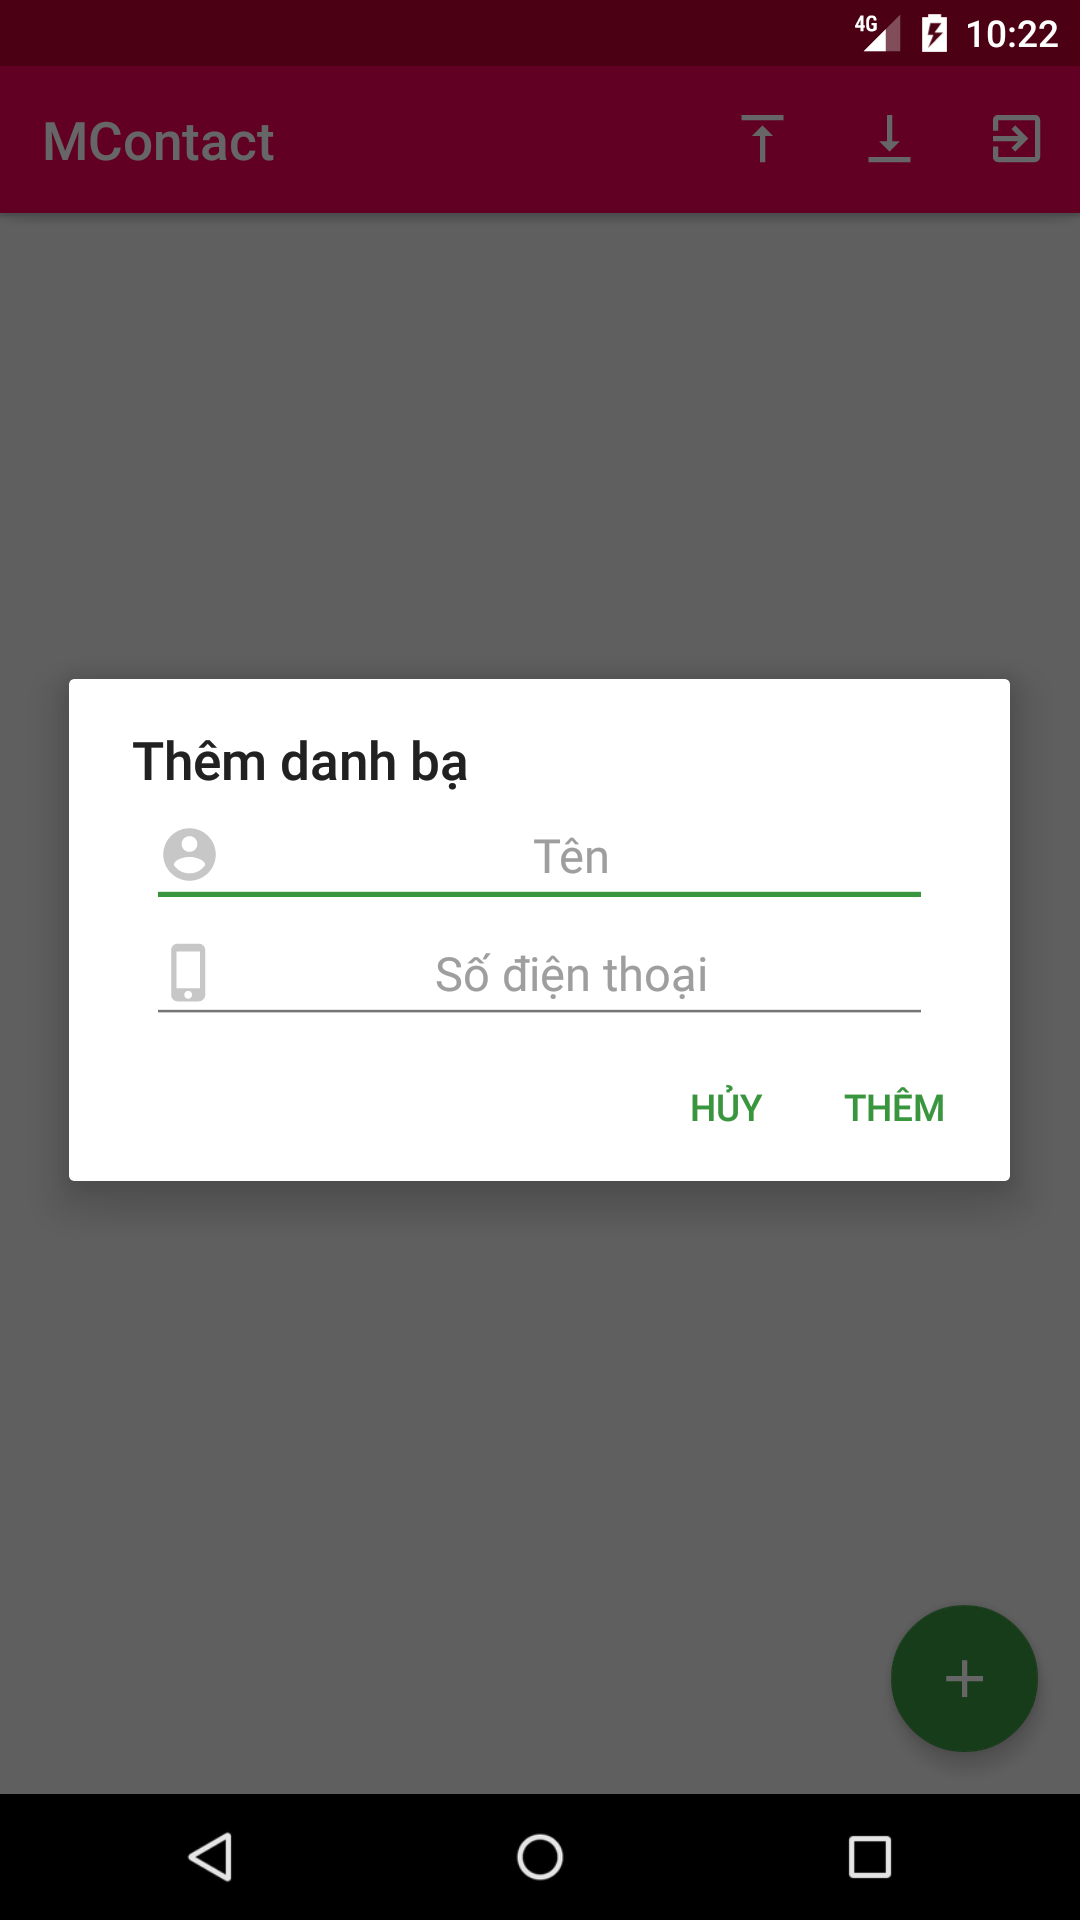 4G 10:22
MContact
Thêm danh bạ
Tên
Số điện thoại
HỦY THÊM